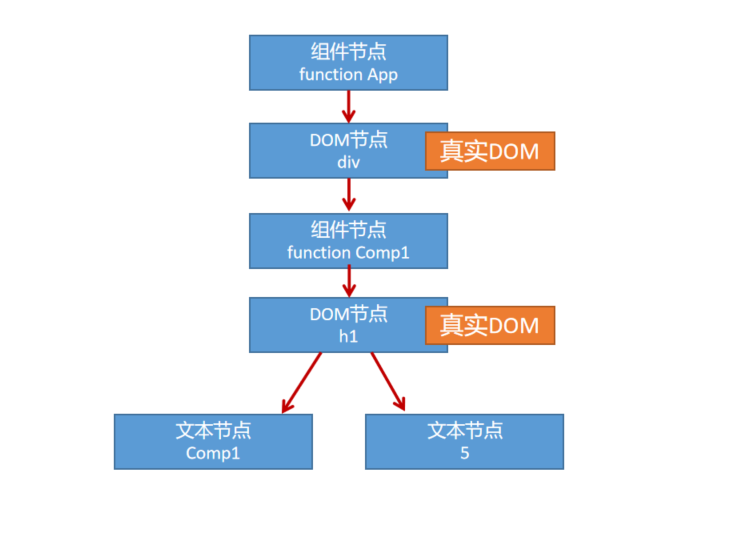 组件节点
function App
DOM节点
div
真实DOM
组件节点
function Comp1
DOM节点
h1
真实DOM
文本节点
Comp1
文本节点
5